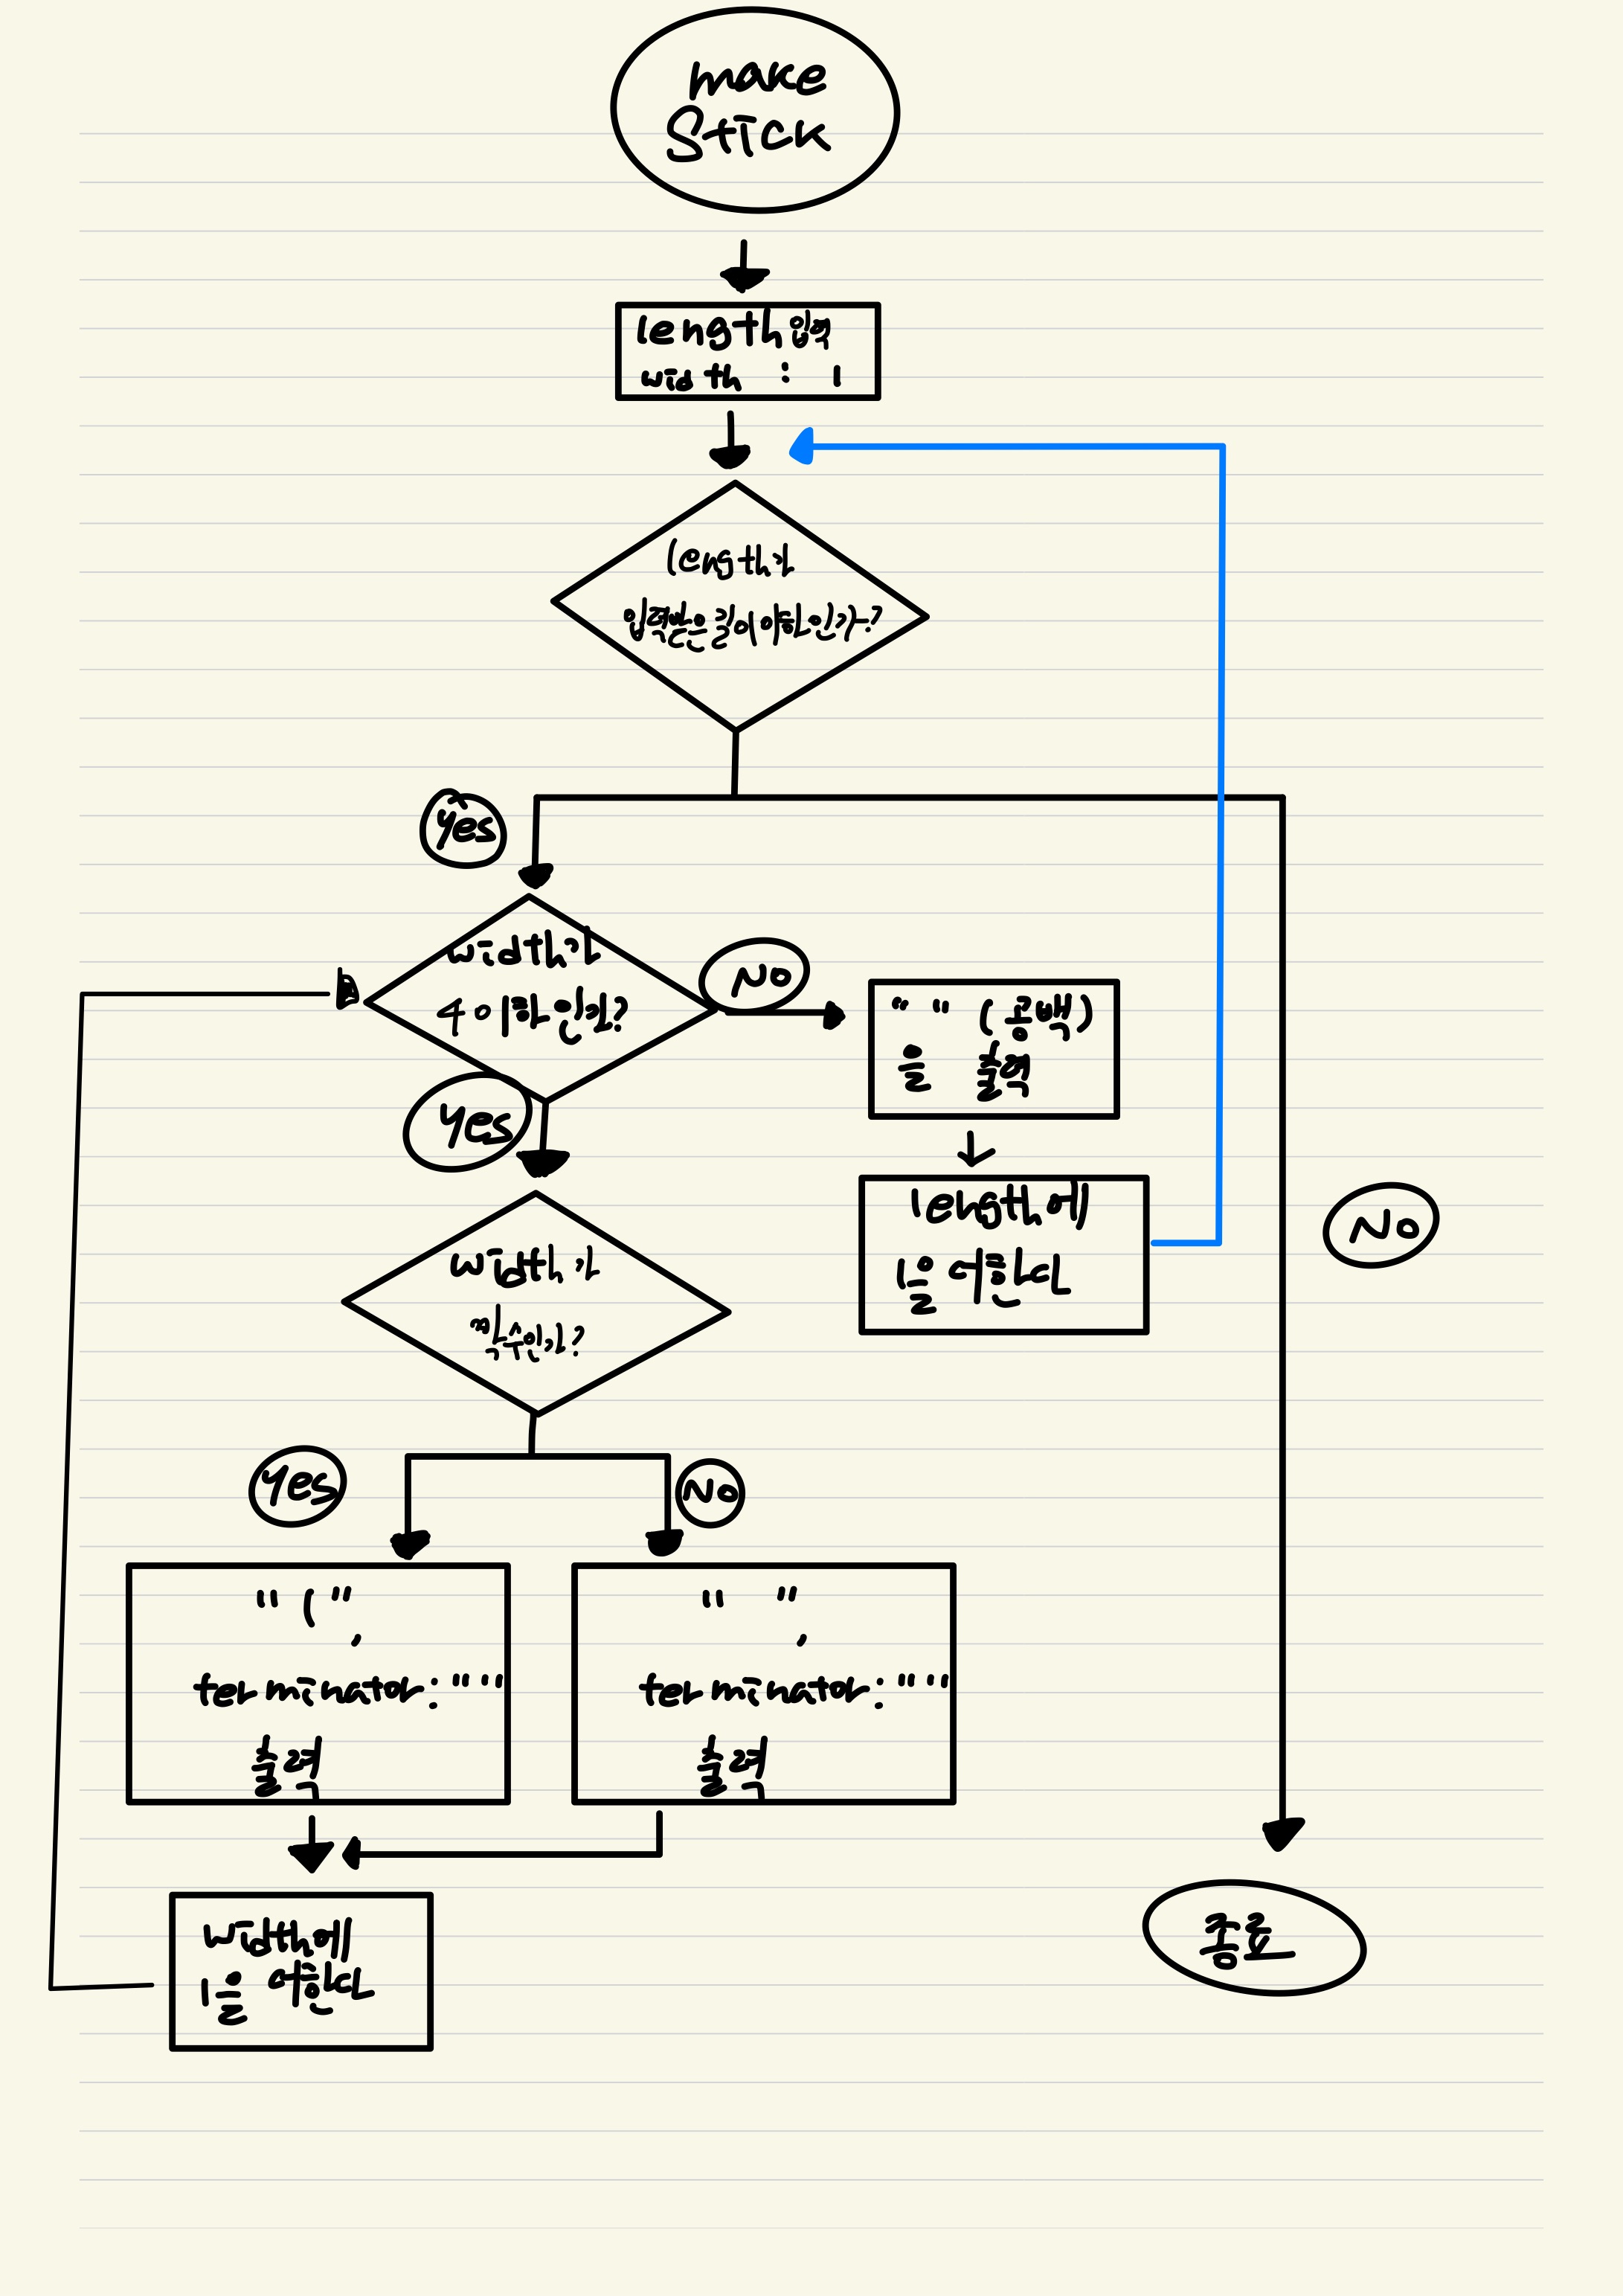 make
Stick
length 입력
width : 1
length가
입력받은 길이 이하인가?
Yes
width가
40 이하인가?
No
" " (공백)
을 출력
Yes
length에
1을 더한다
No
width가
짝수인가?
Yes
No
" ( ",
terminator: " "
출력
" ",
terminator: " "
출력
width에
1을 더한다
종료